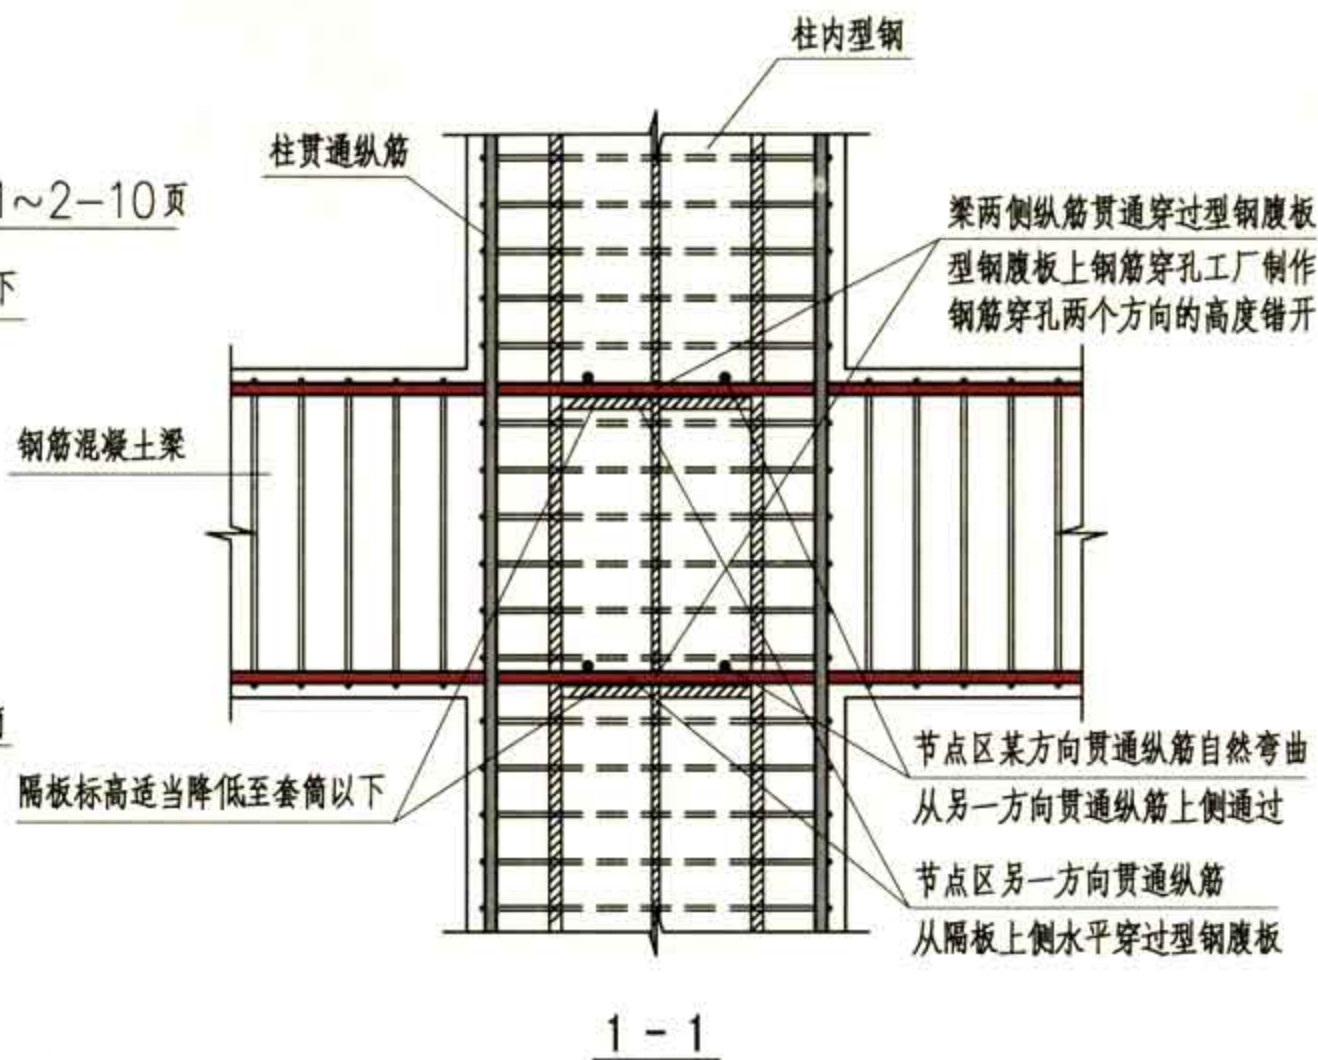 柱内型钢
柱贯通纵筋
1~2-10页
下
梁两侧纵筋贯通穿过型钢腹板
型钢腹板上钢筋穿孔工厂制作
钢筋穿孔两个方向的高度错开
钢筋混凝土梁
隔板标高适当降低至套筒以下
节点区某方向贯通纵筋自然弯曲
从另一方向贯通纵筋上侧通过
节点区另一方向贯通纵筋
从隔板上侧水平穿过型钢腹板
1-1